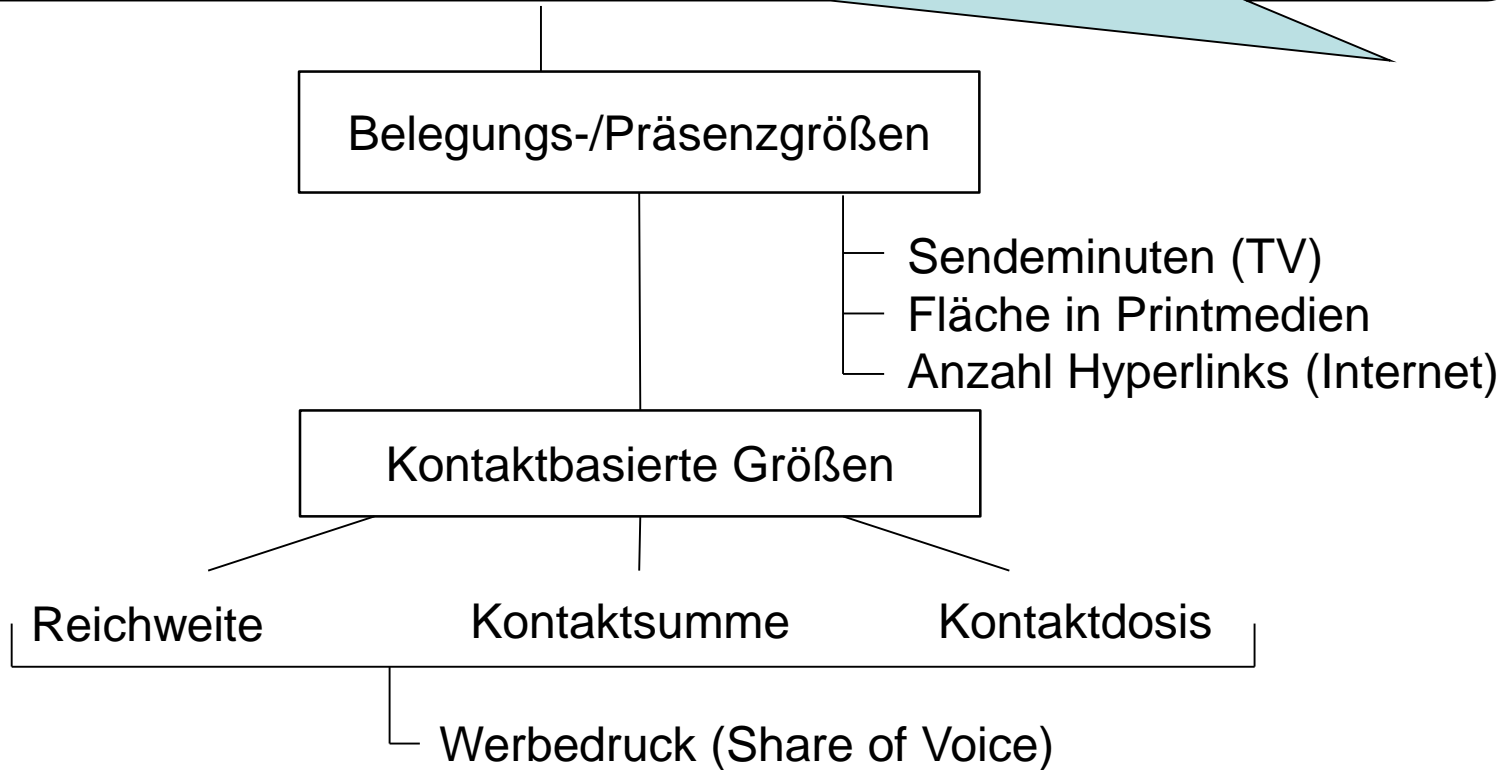 Belegungs-/Präsenzgrößen
Sendeminuten (TV)
Fläche in Printmedien
Anzahl Hyperlinks (Internet)
Kontaktbasierte Größen
Reichweite
Kontaktsumme
Kontaktdosis
Werbedruck (Share of Voice)